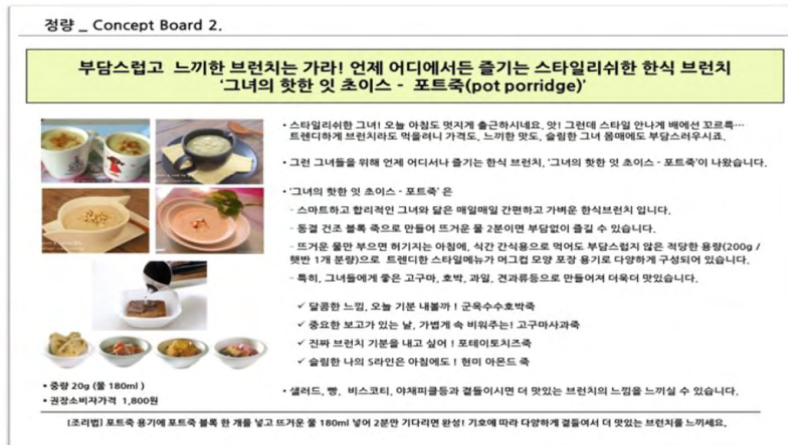 정량 _ Concept Board 2.
부담스럽고 느끼한 브런치는 가라! 언제 어디에서든 즐기는 스타일리쉬한 한식 브런치
‘그녀의 핫한 잇 초이스 - 포트죽(pot porridge)’
• 스타일리쉬한 그녀! 오늘 아침도 멋지게 출근하시네요. 앗! 그런데 스타일 안나게 배에선 꼬르륵…
트렌디하게 브런치라도 먹을려니 가격도, 느끼한 맛도, 슬림한 그녀 몸매에도 부담스러우시죠.
• 그런 그녀들을 위해 언제 어디서나 즐기는 한식 브런치, ‘그녀의 핫한 잇 초이스 - 포트죽’이 나왔습니다.
• ‘그녀의 핫한 잇 초이스 - 포트죽’ 은
- 스마트하고 합리적인 그녀와 닮은 매일매일 간편하고 가벼운 한식브런치 입니다.
- 동결 건조 블록 죽으로 만들어 뜨거운 물 2분이면 부담없이 즐길 수 있습니다.
- 뜨거운 물만 부으면 허기지는 아침에, 식간 간식용으로 먹어도 부담스럽지 않은 적당한 용량(200g /
햇반 1개 분량)으로 트렌디한 스타일메뉴가 머그컵 모양 포장 용기로 다양하게 구성되어 있습니다.
- 특히, 그녀들에게 좋은 고구마, 호박, 과일, 견과류등으로 만들어져 더욱더 맛있습니다.
✓ 달콤한 느낌, 오늘 기분 내볼까 ! 군옥수수호박죽
✓ 중요한 보고가 있는 날, 가볍게 속 비워주는! 고구마사과죽
✓ 진짜 브런치 기분을 내고 싶어 ! 포테이토치즈죽
✓ 슬림한 나의 S라인은 아침에도 ! 현미 아몬드 죽
• 중량 20g (물 180ml )
• 권장소비자가격 1,800원
• 샐러드, 빵, 비스코티, 야채피클등과 곁들이시면 더 맛있는 브런치의 느낌을 느끼실 수 있습니다.
[조리법] 포트죽 용기에 포트죽 블록 한 개를 넣고 뜨거운 물 180ml 넣어 2분만 기다리면 완성! 기호에 따라 다양하게 곁들여서 더 맛있는 브런치를 느끼세요.